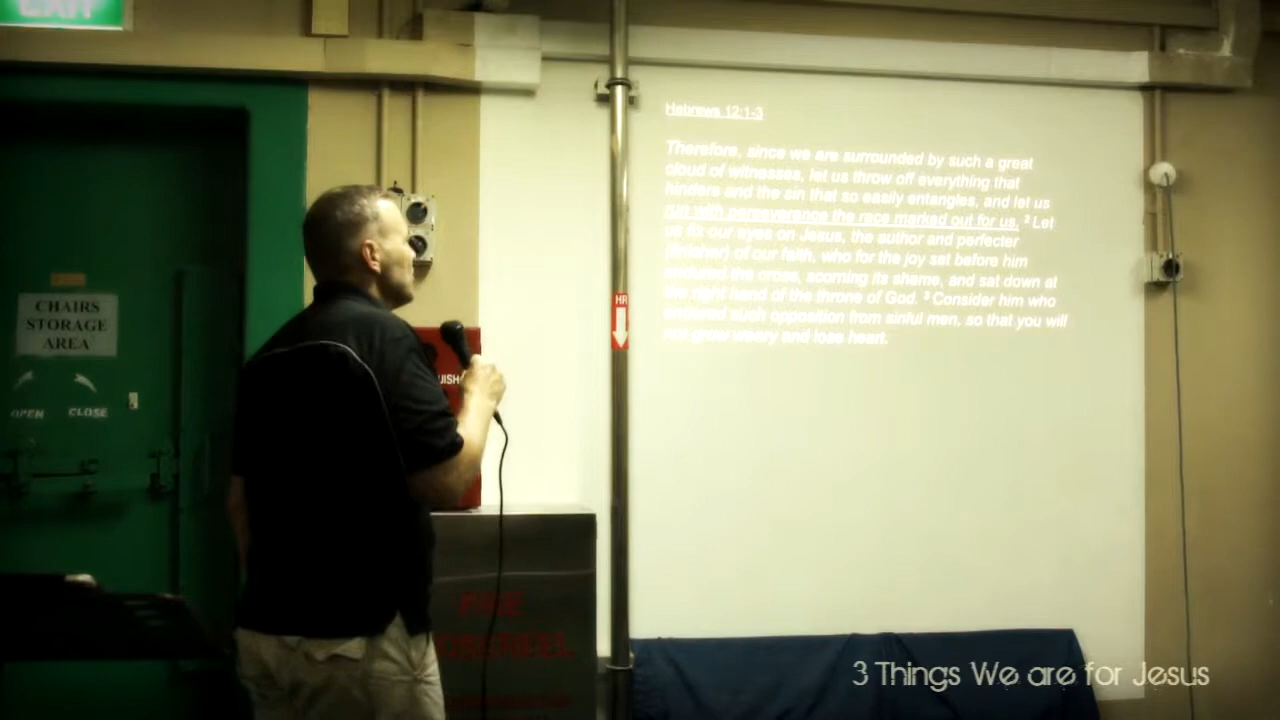 EXIT
Hebrews 12:1-3
Therefore, since we are surrounded by such a great
cloud of witnesses, let us throw off everything that
hinders and the sin that so easily entangles, and let us
run with perseverance the race marked out for us. ² Let
us fix our eyes on Jesus, the author and perfecter
(finisher) of our faith, who for the joy set before him
endured the cross, scorning its shame, and sat down at
the right hand of the throne of God. ³ Consider him who
endured such opposition from sinful men, so that you will
not grow weary and lose heart.
CHAIRS
STORAGE
AREA
OPEN CLOSE
HR
UISH
FIRE
HOSEREEL
3 Things We are for Jesus